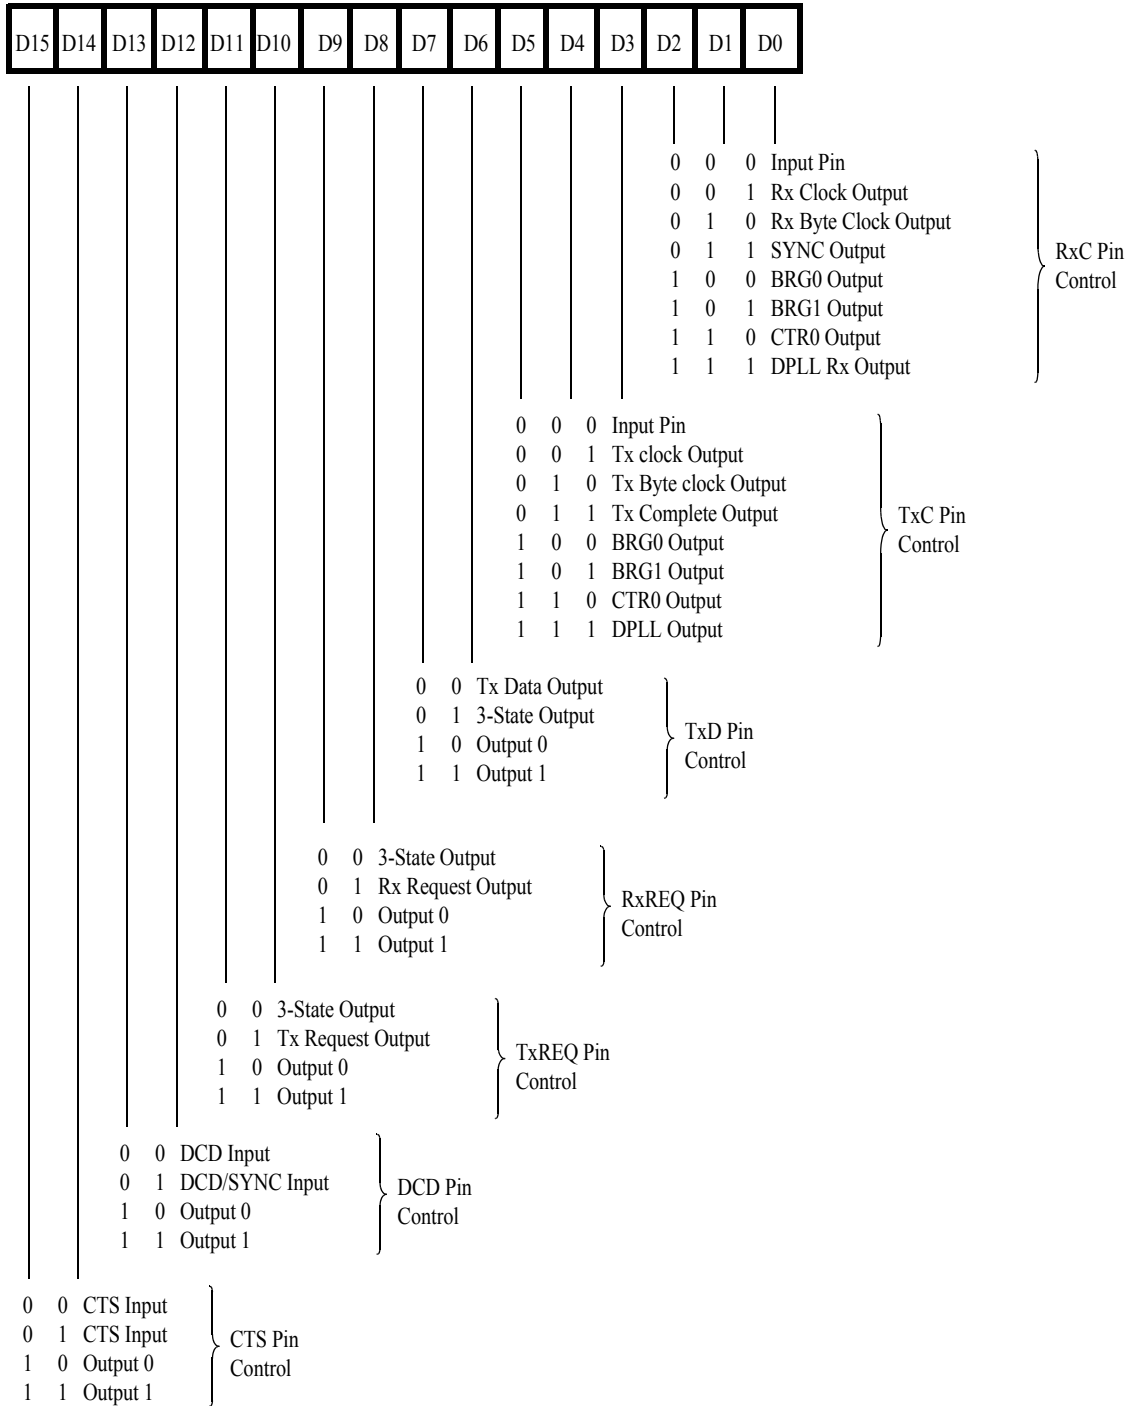 D15 D14 D13 D12 D11 D10 D9 D8 D7 D6 D5 D4 D3 D2 D1 D0
0 0 0 Input Pin
0 0 1 Rx Clock Output
0 1 0 Rx Byte Clock Output
0 1 1 SYNC Output
1 0 0 BRG0 Output
1 0 1 BRG1 Output
1 1 0 CTR0 Output
1 1 1 DPLL Rx Output
RxC Pin
Control
0 0 0 Input Pin
0 0 1 Tx clock Output
0 1 0 Tx Byte clock Output
0 1 1 Tx Complete Output
1 0 0 BRG0 Output
1 0 1 BRG1 Output
1 1 0 CTR0 Output
1 1 1 DPLL Output
TxC Pin
Control
0 0 Tx Data Output
0 1 3-State Output
1 0 Output 0
1 1 Output 1
TxD Pin
Control
0 0 3-State Output
0 1 Rx Request Output
1 0 Output 0
1 1 Output 1
RxREQ Pin
Control
0 0 3-State Output
0 1 Tx Request Output
1 0 Output 0
1 1 Output 1
TxREQ Pin
Control
0 0 DCD Input
0 1 DCD/SYNC Input
1 0 Output 0
1 1 Output 1
DCD Pin
Control
0 0 CTS Input
0 1 CTS Input
1 0 Output 0
1 1 Output 1
CTS Pin
Control